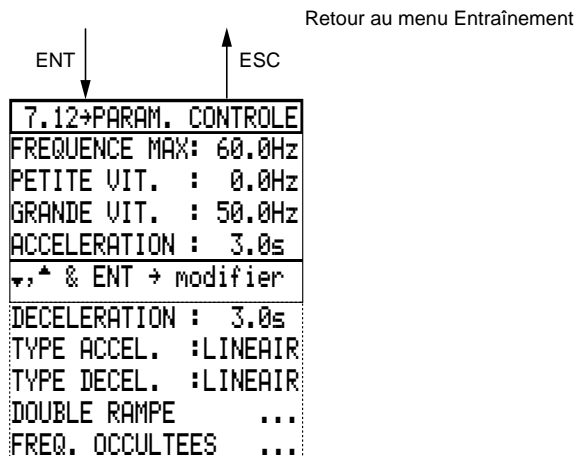 Retour au menu Entraînement
ENT ESC
7.12→PARAM. CONTROLE
FREQUENCE MAX: 60.0Hz
PETITE VIT. : 0.0Hz
GRANDE VIT. : 50.0Hz
ACCELERATION : 3.0s
▼,▲ & ENT → modifier
DECELERATION : 3.0s
TYPE ACCEL. :LINEAIR
TYPE DECEL. :LINEAIR
DOUBLE RAMPE ...
FREQ. OCCULTEES ...